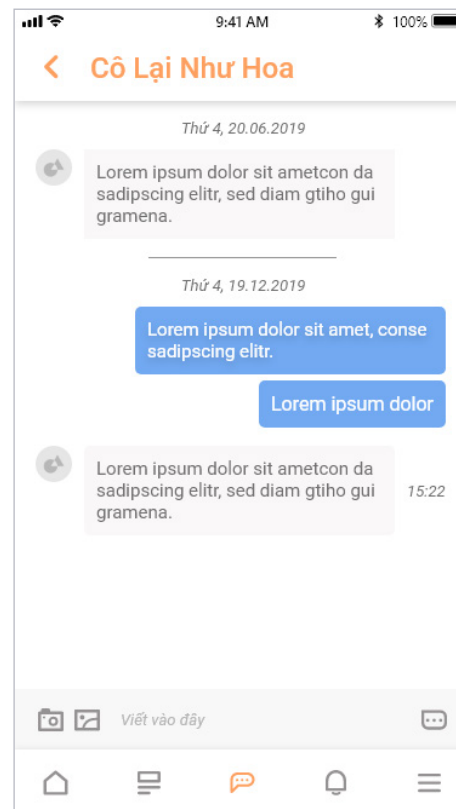 9:41 AM
100%
Cô Lại Như Hoa
Thứ 4, 20.06.2019
Lorem ipsum dolor sit ametcon da
sadipscing elitr, sed diam gtiho gui
gramena.
Thứ 4, 19.12.2019
Lorem ipsum dolor sit amet, conse
sadipscing elitr.
Lorem ipsum dolor
Lorem ipsum dolor sit ametcon da
sadipscing elitr, sed diam gtiho gui
gramena.
15:22
Viết vào đây